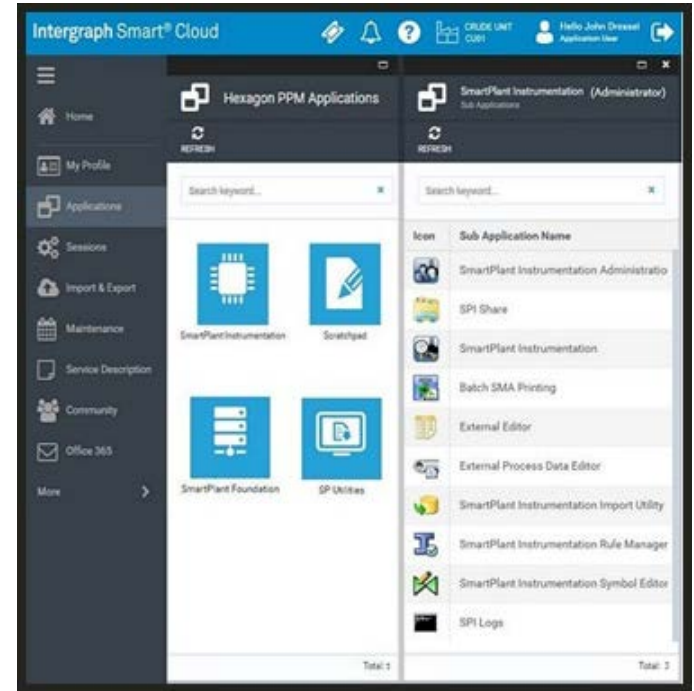 Intergraph Smart® Cloud
CRUDE UNIT
CU01
Hello John Dressel
Application User
Home
My Profile
Applications
Sessions
Import & Export
Maintenance
Service Description
Community
Office 365
More
Hexagon PPM Applications
REFRESH
Search keyword...
SmartPlant Instrumentation
Scratchpad
SmartPlant Foundation
SP Utilities
Total:
SmartPlant Instrumentation (Administrator)
Sub Applications
REFRESH
Search keyword...
Icon Sub Application Name
SmartPlant Instrumentation Administratio
SPI Share
SmartPlant Instrumentation
Batch SMA Printing
External Editor
External Process Data Editor
SmartPlant Instrumentation Import Utility
SmartPlant Instrumentation Rule Manager
SmartPlant Instrumentation Symbol Editor
SPI Logs
Total: 3